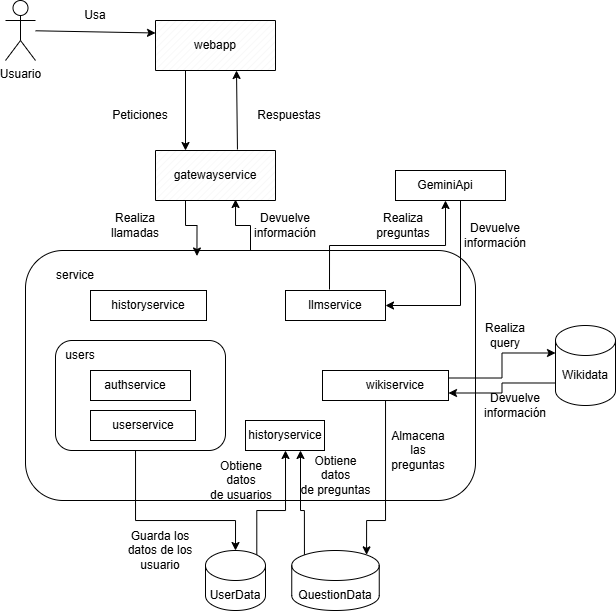 Usa
Usuario
webapp
Peticiones
Respuestas
gatewayservice
GeminiApi
Realiza
llamadas
Devuelve
información
Realiza
preguntas
Devuelve
información
service
historyservice
llmservice
users
authservice
userservice
wikiservice
Realiza
query
Wikidata
Devuelve
información
historyservice
Almacena
las
preguntas
Obtiene
datos
de usuarios
Obtiene
datos
de preguntas
Guarda los
datos de los
usuario
UserData
QuestionData